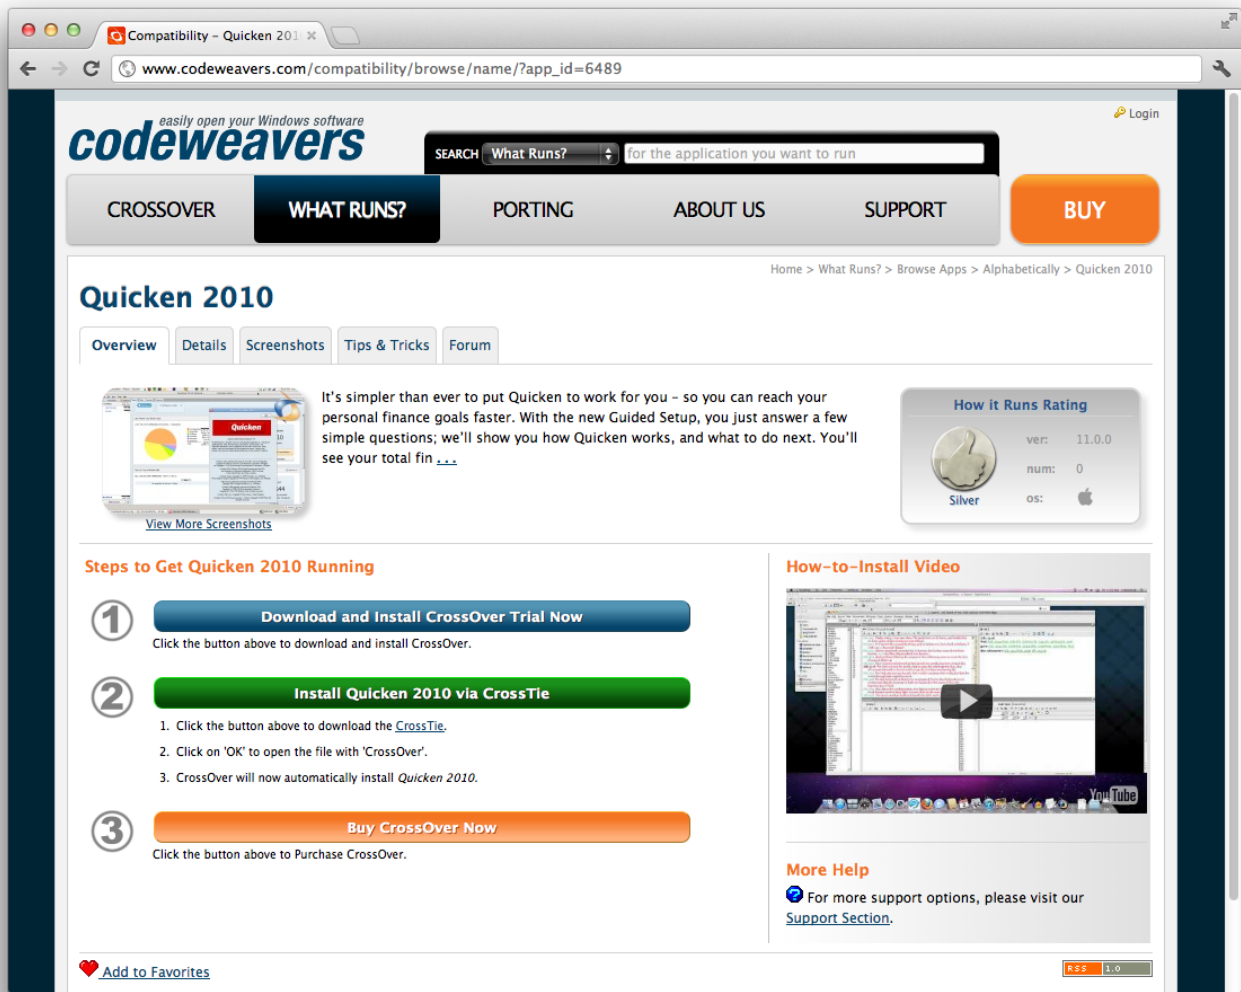 Compatibility – Quicken 201
www.codeweavers.com/compatibility/browse/name/?app_id=6489
Login
easily open your Windows software
codeweavers
SEARCH What Runs? for the application you want to run
CROSSOVER WHAT RUNS? PORTING ABOUT US SUPPORT BUY
Home > What Runs? > Browse Apps > Alphabetically > Quicken 2010
Quicken 2010
Overview Details Screenshots Tips & Tricks Forum
It's simpler than ever to put Quicken to work for you – so you can reach your
personal finance goals faster. With the new Guided Setup, you just answer a few
simple questions; we'll show you how Quicken works, and what to do next. You'll
see your total fin ...
Quicken
View More Screenshots
How it Runs Rating
ver: 11.0.0
num: 0
Silver os:
Steps to Get Quicken 2010 Running
1 Download and Install CrossOver Trial Now
Click the button above to download and install CrossOver.
2 Install Quicken 2010 via CrossTie
1. Click the button above to download the CrossTie.
2. Click on 'OK' to open the file with 'CrossOver'.
3. CrossOver will now automatically install Quicken 2010.
3 Buy CrossOver Now
Click the button above to Purchase CrossOver.
How-to-Install Video
YouTube
More Help
? For more support options, please visit our
Support Section.
Add to Favorites
RSS 1.0